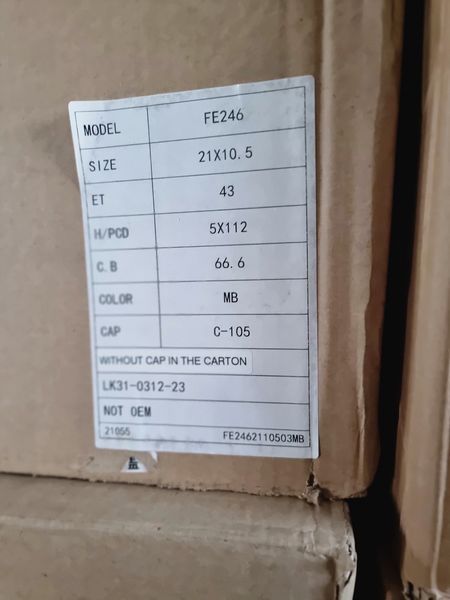 MODEL FE246
SIZE 21X10.5
ET 43
H/PCD 5X112
C.B 66.6
COLOR MB
CAP C-105
WITHOUT CAP IN THE CARTON
LK31-0312-23
NOT OEM
21055 FE2462110503MB